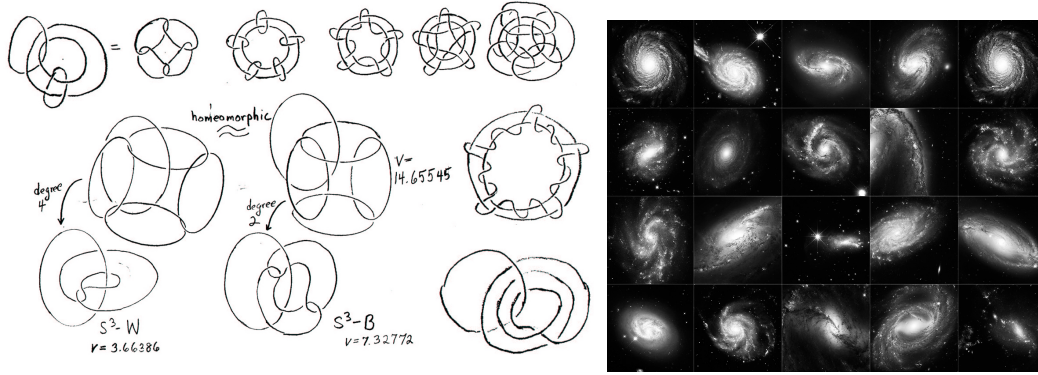 =
homeomorphic
≈
V=
14.65545
degree
4
degree
2
S³-W
V=3.66386
S³-B
V=7.32772